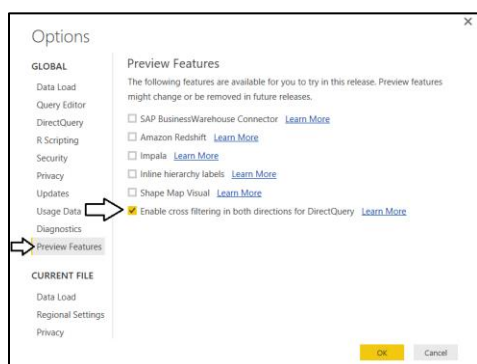 Options
GLOBAL
Data Load
Query Editor
DirectQuery
R Scripting
Security
Privacy
Updates
Usage Data
Diagnostics
Preview Features
CURRENT FILE
Data Load
Regional Settings
Privacy
Preview Features
The following features are available for you to try in this release. Preview features
might change or be removed in future releases.
SAP BusinessWarehouse Connector Learn More
Amazon Redshift Learn More
Impala Learn More
Inline hierarchy labels Learn More
Shape Map Visual Learn More
Enable cross filtering in both directions for DirectQuery Learn More
OK Cancel